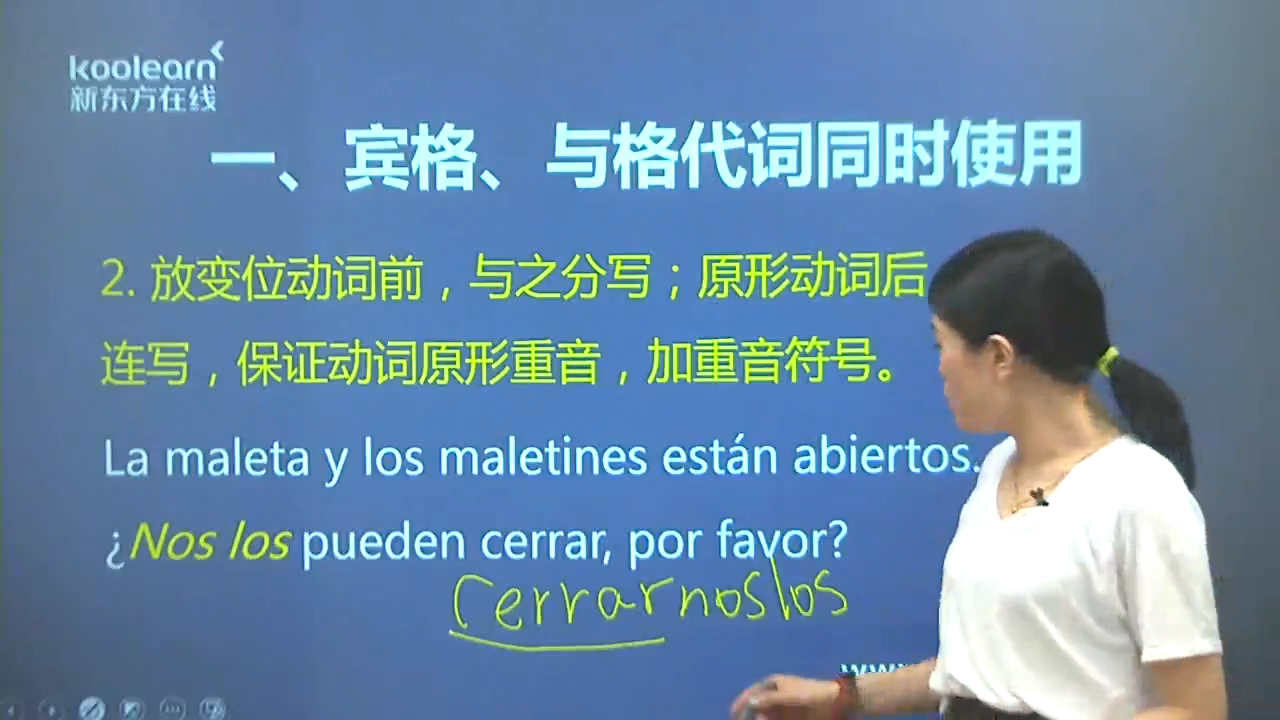 koolearn
新东方在线
一、宾格、与格代词同时使用
2. 放变位动词前，与之分写；原形动词后
连写，保证动词原形重音，加重音符号。
La maleta y los maletines están abiertos.
¿Nos los pueden cerrar, por favor?
cerrarnoslos